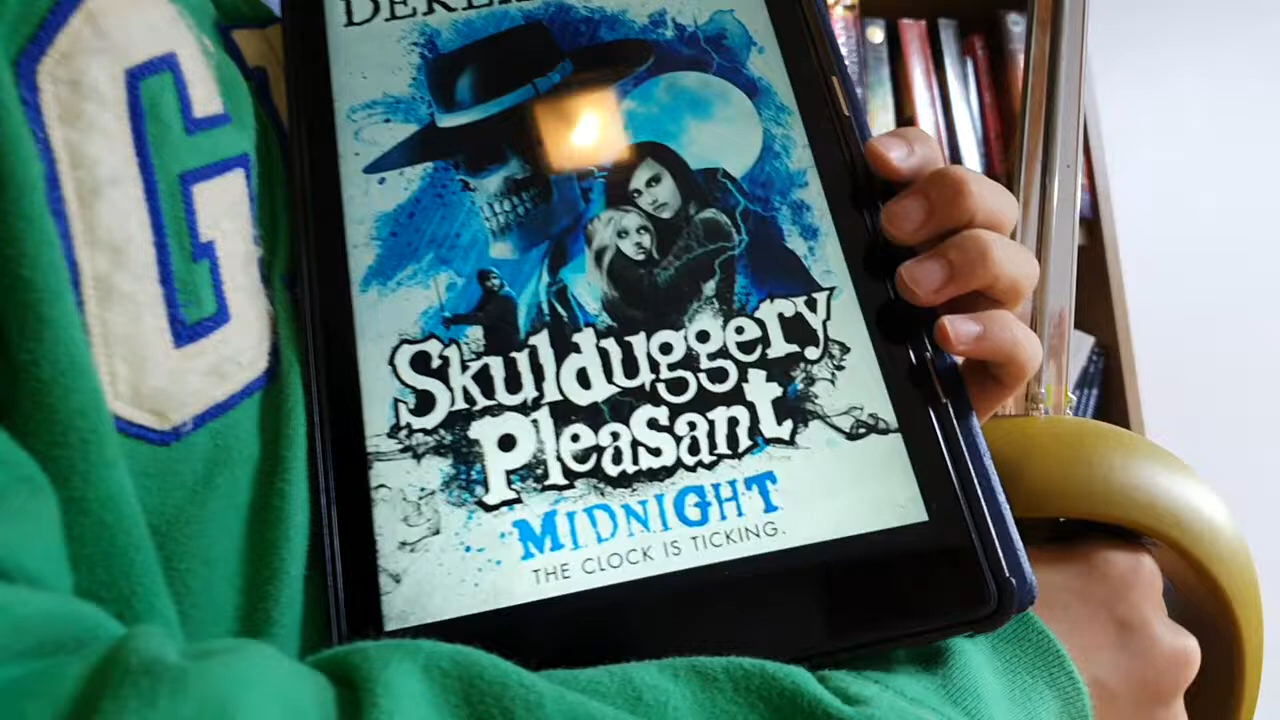 Skulduggery
Pleasant
MIDNIGHT
THE CLOCK IS TICKING.
G